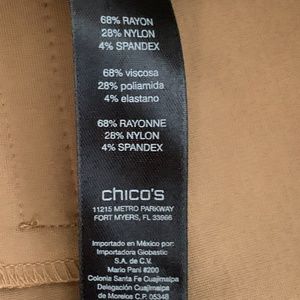 68% RAYON
28% NYLON
4% SPANDEX
68% viscosa
28% poliamida
4% elastano
68% RAYONNE
28% NYLON
4% SPANDEX
chico's
11215 METRO PARKWAY
FORT MYERS, FL 33966
Importado en México por:
Importadora Globastic
S.A. de C.V.
Mario Pani #200
Colonia Santa Fe Cuajimalpa
Delegación Cuajimalpa
de Morelos C.P. 05348